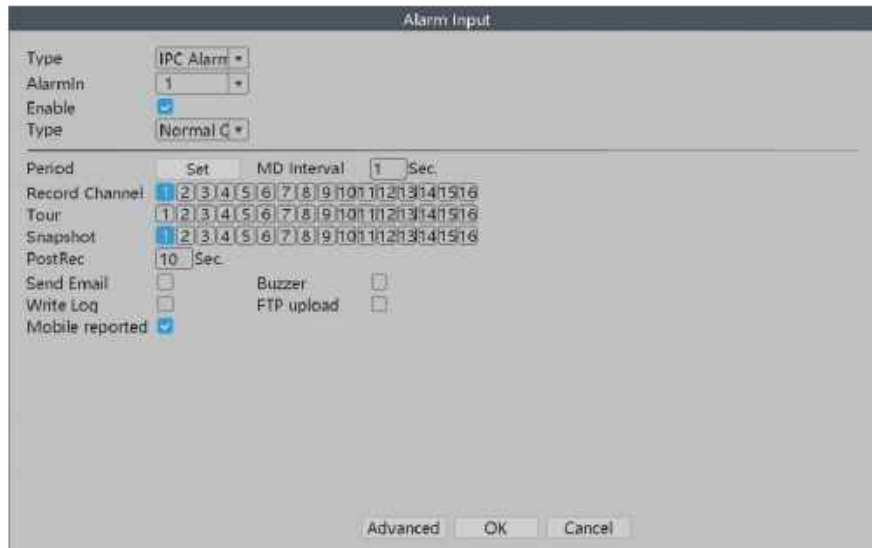 Alarm Input
Type IPC Alarm
AlarmIn 1
Enable
Type Normal
Period Set MD Interval 1 Sec.
Record Channel 1 2 3 4 5 6 7 8 9 10 11 12 13 14 15 16
Tour 1 2 3 4 5 6 7 8 9 10 11 12 13 14 15 16
Snapshot 1 2 3 4 5 6 7 8 9 10 11 12 13 14 15 16
PostRec 10 Sec.
Send Email Buzzer
Write Log FTP upload
Mobile reported
Advanced OK Cancel